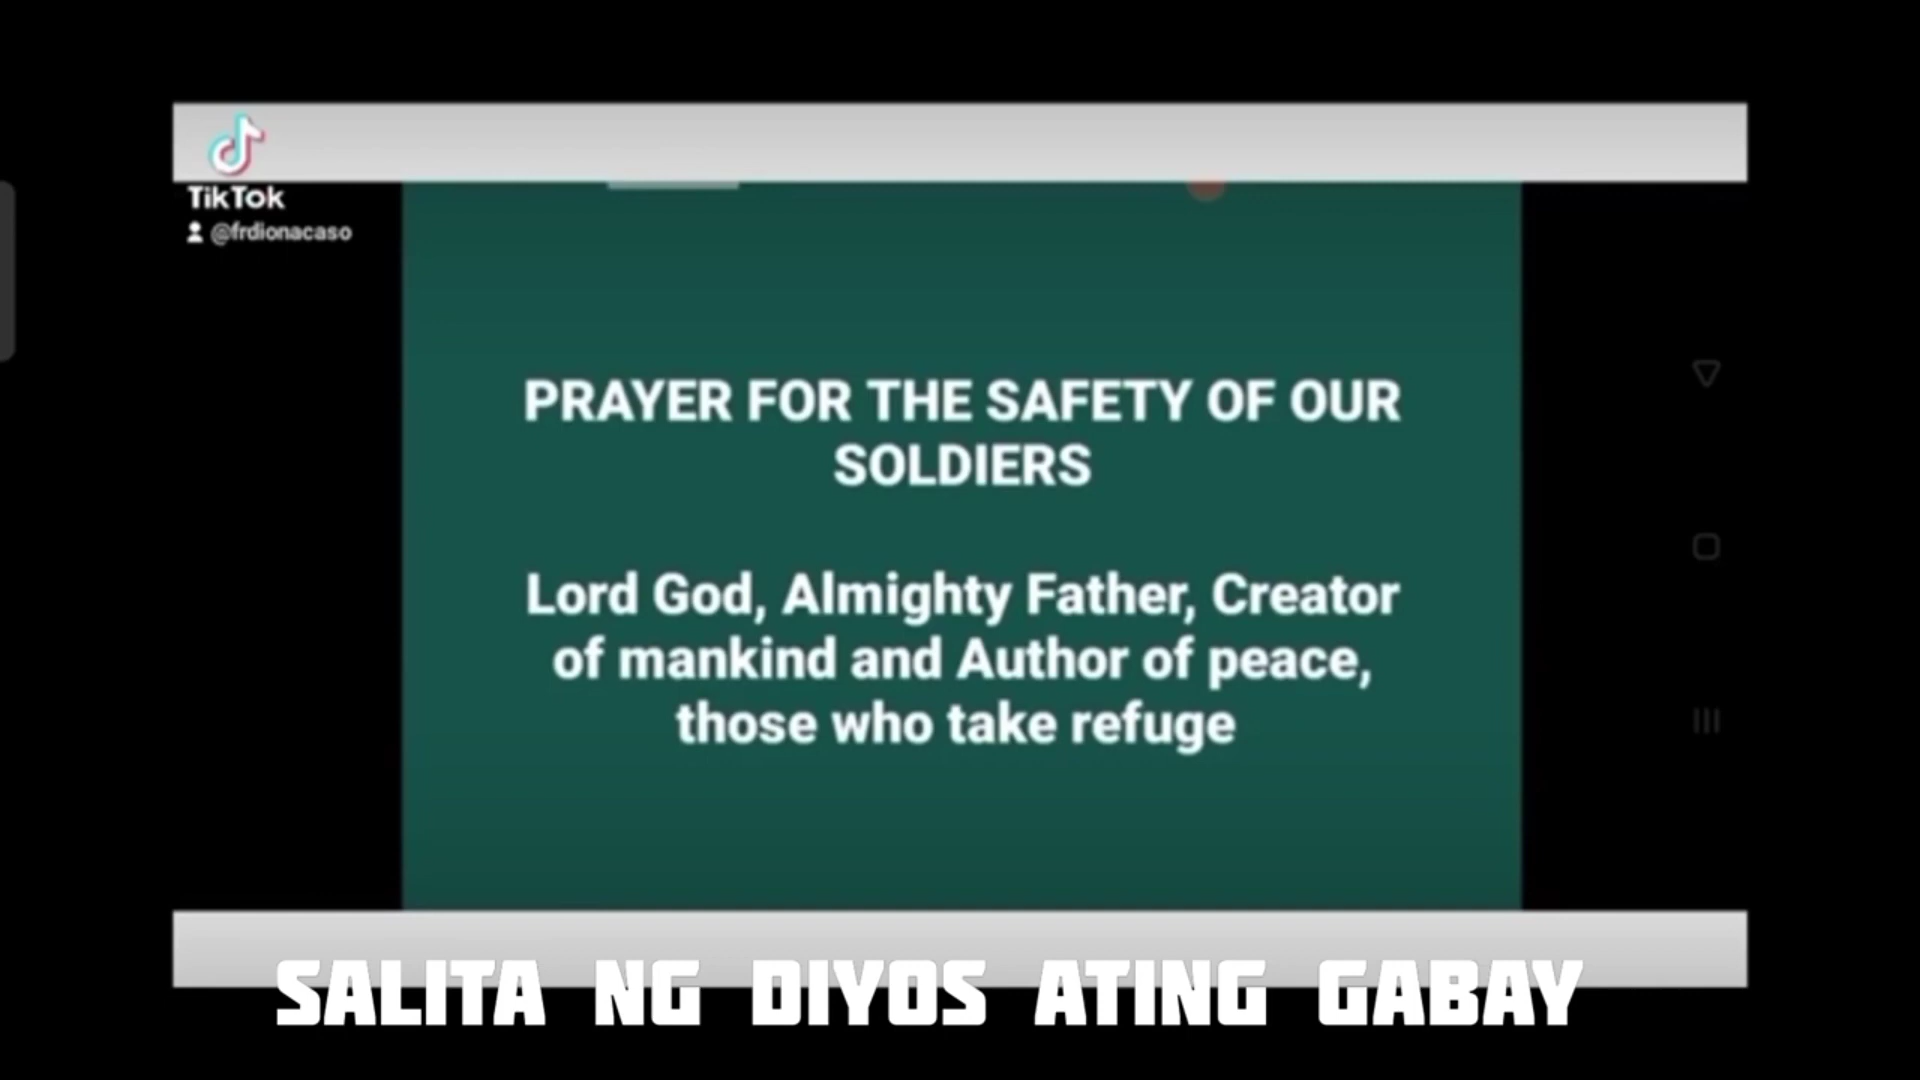 TikTok
@frdionacaso
PRAYER FOR THE SAFETY OF OUR
SOLDIERS
Lord God, Almighty Father, Creator
of mankind and Author of peace,
those who take refuge
SALITA NG DIYOS ATING GABAY